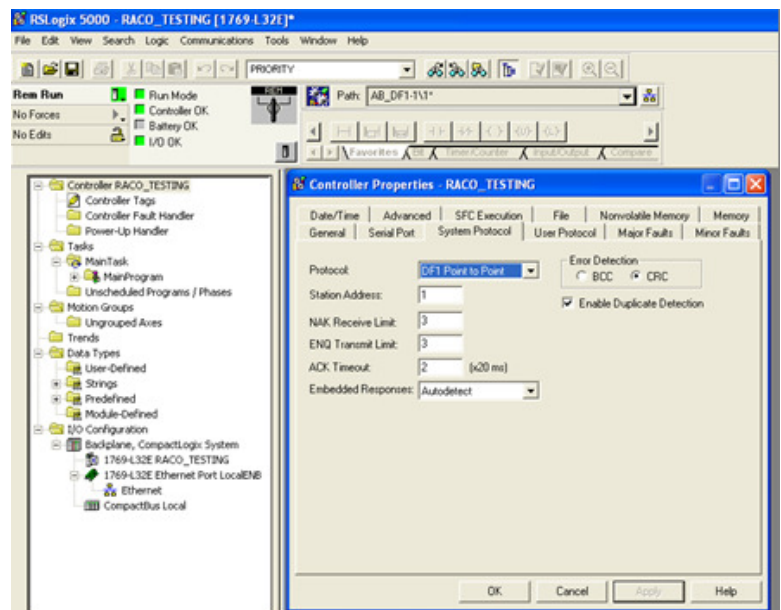 RSLogix 5000 - RACO_TESTING [1769-L32E]*
File Edit View Search Logic Communications Tools Window Help
PRIORITY
Rem Run
Run Mode
REM
Path: AB_DF1-1\1*
No Forces
Controller OK
Battery OK
No Edits
I/O OK
Favorites Bit Timer/Counter Input/Output Compare
Controller RACO_TESTING
Controller Tags
Controller Fault Handler
Power-Up Handler
Tasks
MainTask
MainProgram
Unscheduled Programs / Phases
Motion Groups
Ungrouped Axes
Trends
Data Types
User-Defined
Strings
Predefined
Module-Defined
I/O Configuration
Backplane, CompactLogix System
1769-L32E RACO_TESTING
1769-L32E Ethernet Port LocalENB
Ethernet
CompactBus Local
Controller Properties - RACO_TESTING
Date/Time Advanced SFC Execution File Nonvolatile Memory Memory
General Serial Port System Protocol User Protocol Major Faults Minor Faults
Protocol: DF1 Point to Point
Error Detection
BCC CRC
Station Address: 1
Enable Duplicate Detection
NAK Receive Limit: 3
ENQ Transmit Limit: 3
ACK Timeout: 2 (x20 ms)
Embedded Responses: Autodetect
OK Cancel Apply Help